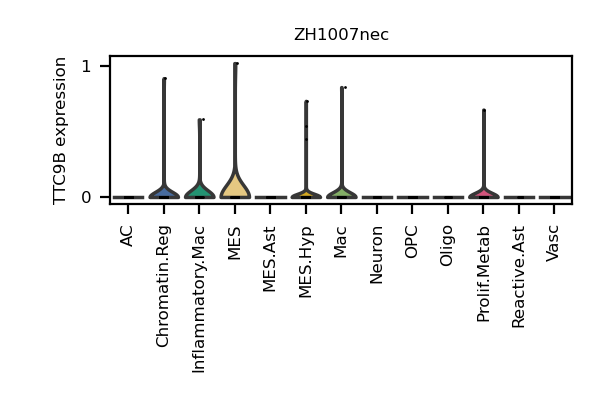 ZH1007nec
TTC9B expression
1
0
AC
Chromatin.Reg
Inflammatory.Mac
MES
MES.Ast
MES.Hyp
Mac
Neuron
OPC
Oligo
Prolif.Metab
Reactive.Ast
Vasc